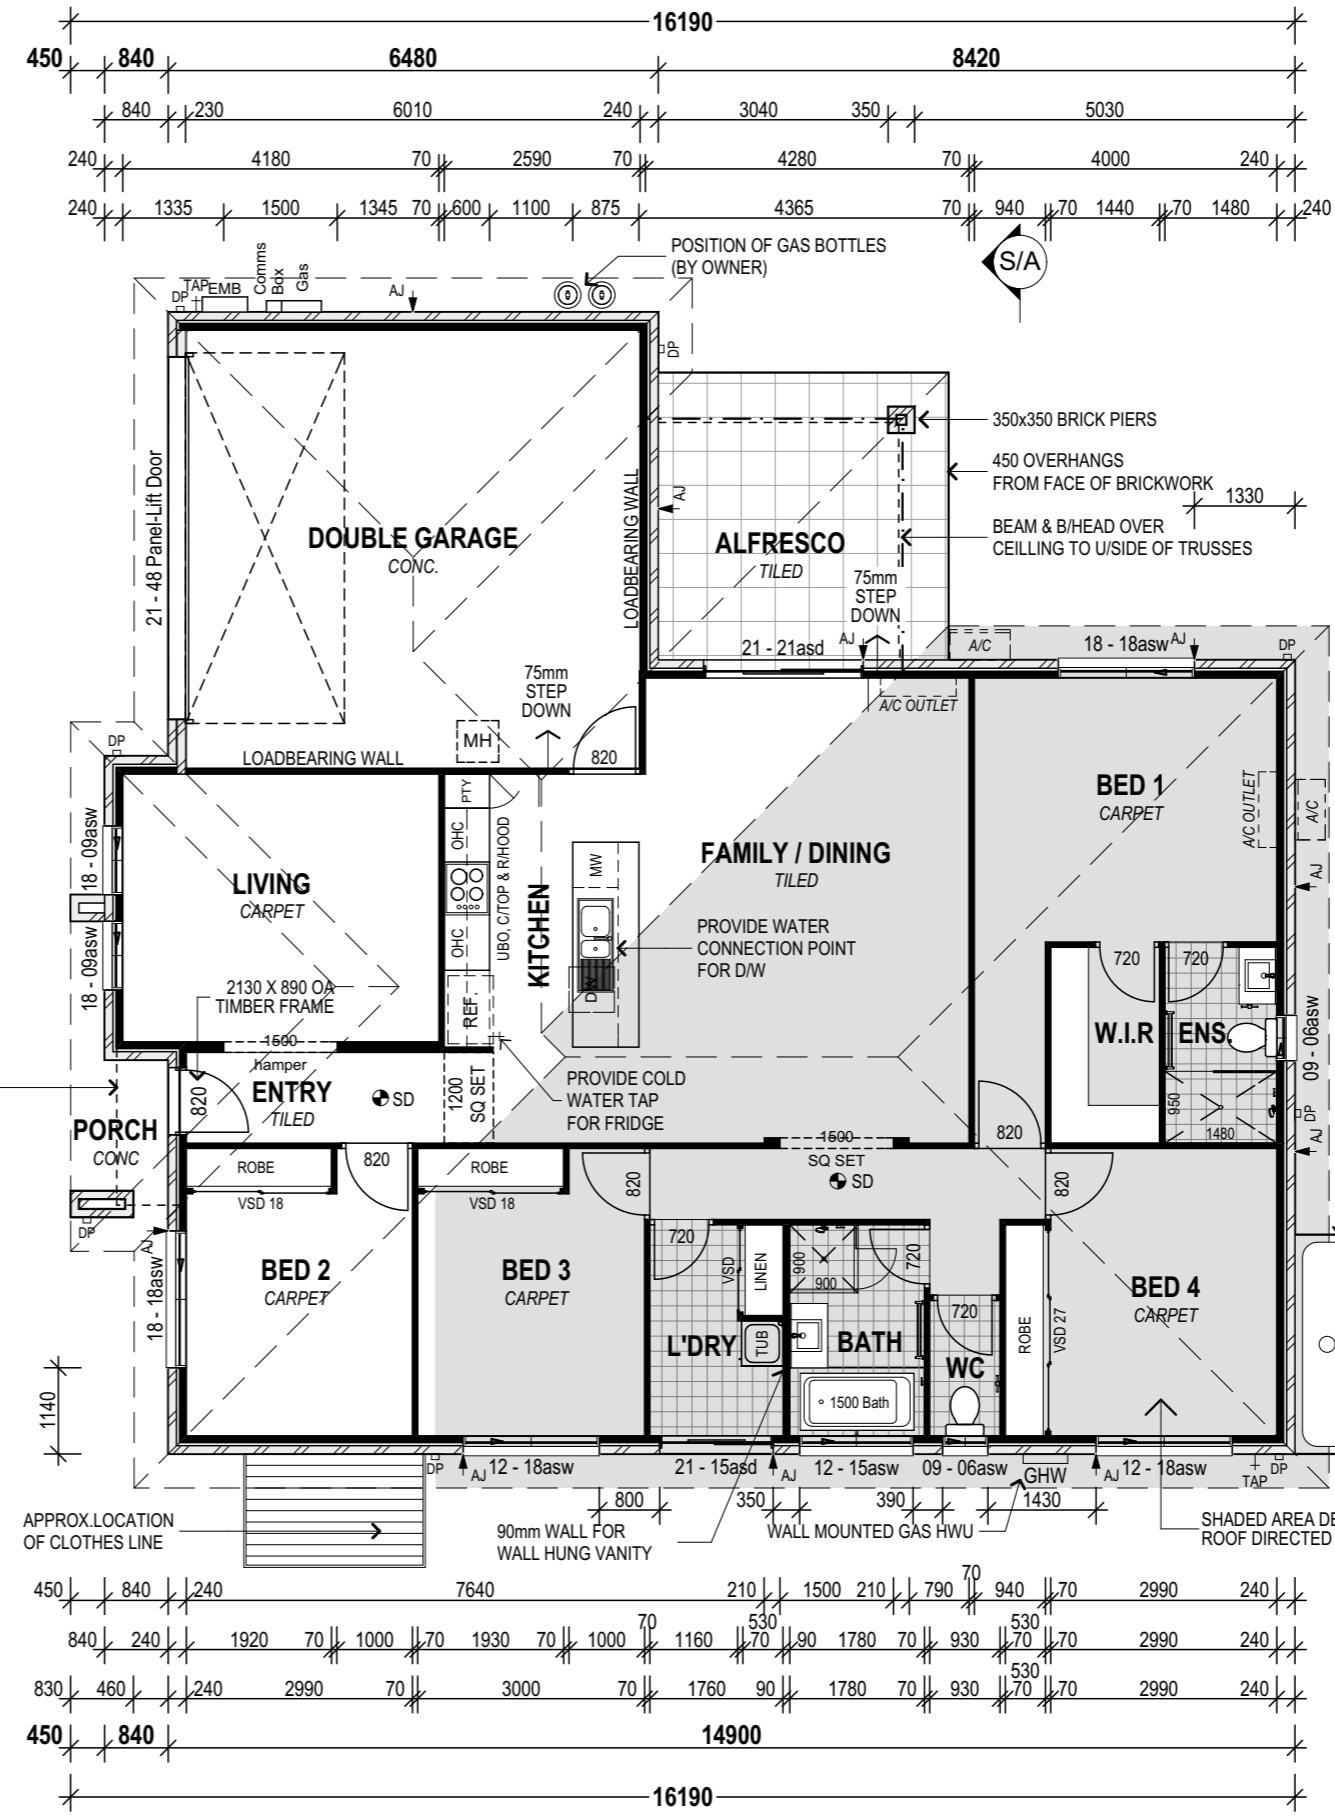 16190
450 840 6480 8420
840 230 6010 240 3040 350 5030
240 4180 70 2590 70 4280 70 4000 240
240 1335 1500 1345 70 600 1100 875 4365 70 940 70 1440 70 1480 240
POSITION OF GAS BOTTLES
(BY OWNER)
S/A
DP
TAP
EMB
Comms
Box
Gas
AJ
DP
350x350 BRICK PIERS
450 OVERHANGS
FROM FACE OF BRICKWORK
1330
BEAM & B/HEAD OVER
CEILLING TO U/SIDE OF TRUSSES
21 - 48 Panel-Lift Door
DOUBLE GARAGE
CONC.
LOADBEARING WALL
AJ
ALFRESCO
TILED
75mm
STEP
DOWN
21 - 21asd
AJ
A/C
18 - 18asw
AJ
DP
75mm
STEP
DOWN
A/C OUTLET
MH
820
LOADBEARING WALL
DP
18 - 09asw
18 - 09asw
LIVING
CARPET
PTY
OHC
OHC
UBO, C/TOP & R/HOOD
KITCHEN
MW
DW
REF.
FAMILY / DINING
TILED
PROVIDE WATER
CONNECTION POINT
FOR D/W
BED 1
CARPET
A/C OUTLET
A/C
AJ
2130 X 890 OA
TIMBER FRAME
1500
hamper
820
ENTRY
TILED
SD
1200
SQ SET
PROVIDE COLD
WATER TAP
FOR FRIDGE
720
720
W.I.R
ENS.
950
1480
09 - 06asw
DP
AJ
PORCH
CONC
DP
ROBE
VSD 18
820
ROBE
VSD 18
820
1500
SQ SET
SD
820
820
AJ
18 - 18asw
BED 2
CARPET
BED 3
CARPET
720
VSD
LINEN
L'DRY
TUB
900
900
720
BATH
1500 Bath
720
WC
ROBE
VSD 27
BED 4
CARPET
1140
DP
AJ
12 - 18asw
21 - 15asd
AJ
12 - 15asw
09 - 06asw
GHW
AJ
12 - 18asw
TAP
DP
800 350 390 1430
APPROX.LOCATION
OF CLOTHES LINE
90mm WALL FOR
WALL HUNG VANITY
WALL MOUNTED GAS HWU
SHADED AREA DE
ROOF DIRECTED
450 840 240 7640 210 1500 210 790 70 940 70 2990 240
840 240 1920 70 1000 70 1930 70 1000 70 1160 70 530 90 1780 70 930 70 530 70 2990 240
830 460 240 2990 70 3000 70 1760 90 1780 70 930 70 530 70 2990 240
450 840 14900
16190